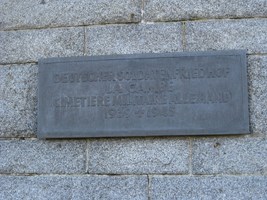 DEUTSCHER SOLDATENFRIEDHOF
LA CAMBE
CIMETIERE MILITAIRE ALLEMAND
1939 + 1945